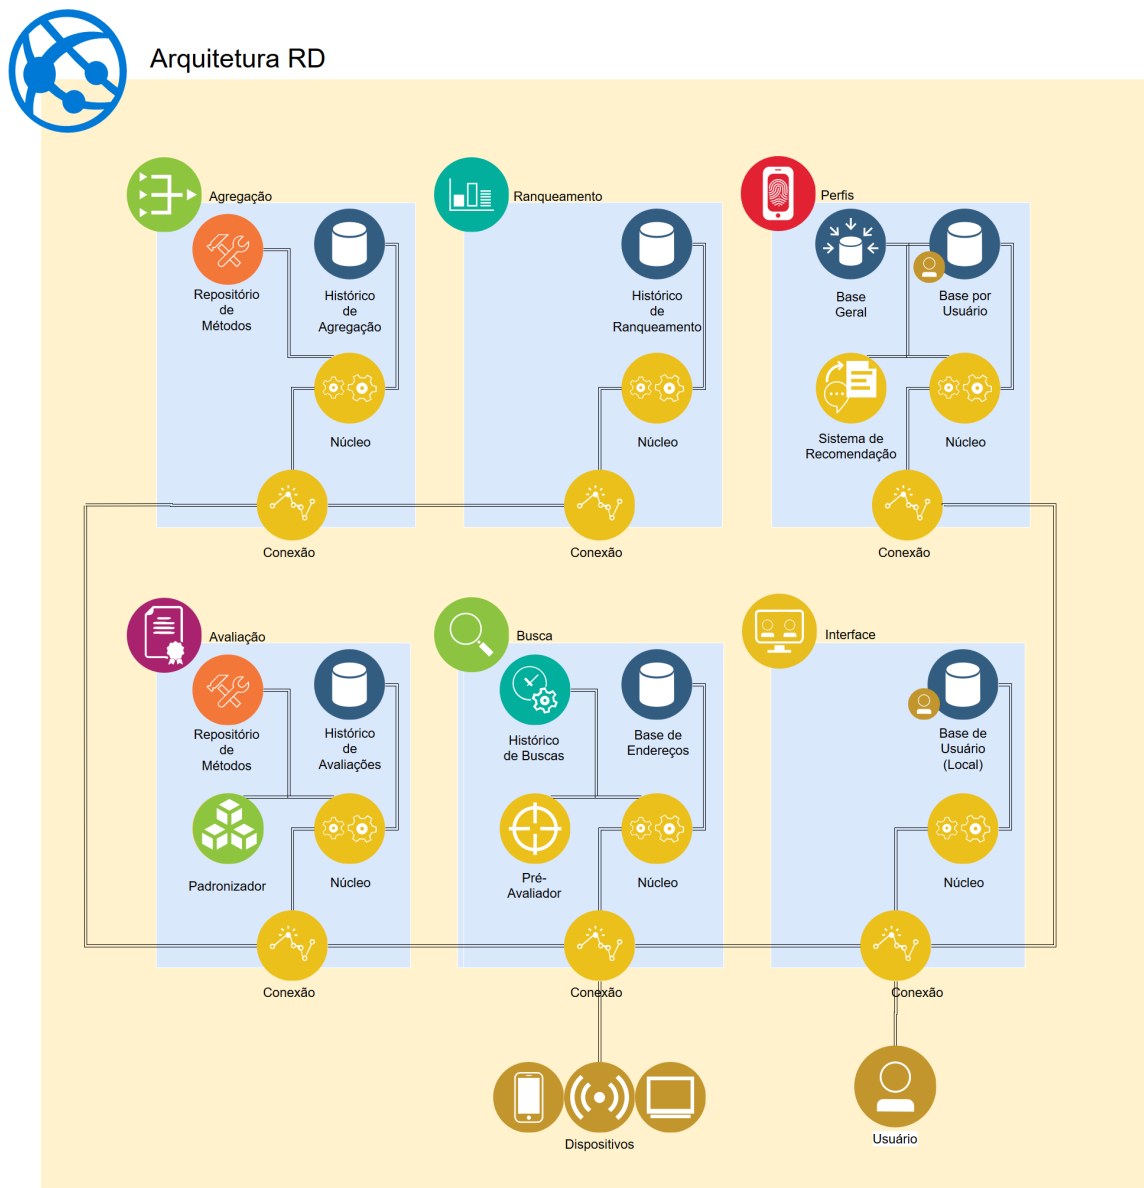 Arquitetura RD
Agregação
Ranqueamento
Perfis
Repositório
de
Métodos
Histórico
de
Agregação
Histórico
de
Ranqueamento
Base
Geral
Base por
Usuário
Núcleo
Núcleo
Sistema de
Recomendação
Núcleo
Conexão
Conexão
Conexão
Avaliação
Busca
Interface
Repositório
de
Métodos
Histórico
de
Avaliações
Histórico
de Buscas
Base de
Endereços
Base de
Usuário
(Local)
Padronizador
Núcleo
Pré-
Avaliador
Núcleo
Núcleo
Conexão
Conexão
Conexão
Dispositivos
Usuário